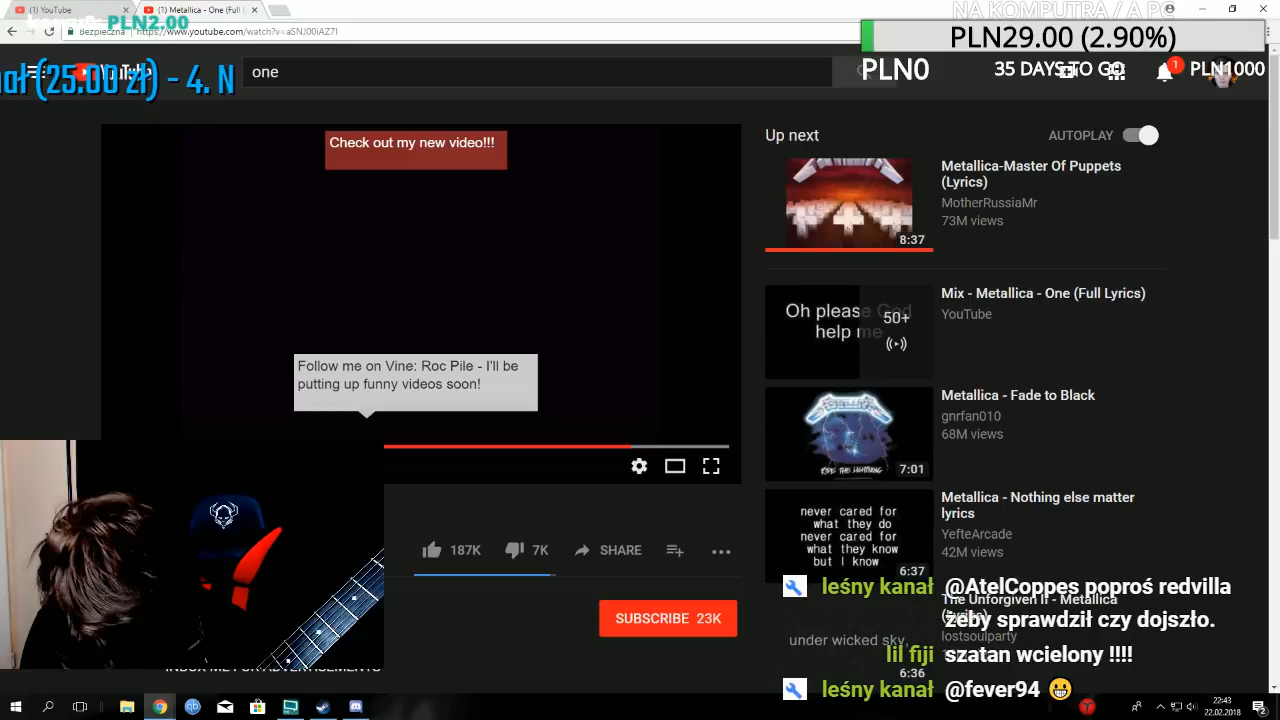 YouTube
Metallica - One (Full L
NA KOMPUTRA / A PC
PLN2.00
Bezpieczna
https://www.youtube.com/watch?v=aSNJ00iAZ7I
PLN29.00 (2.90%)
nał (25.00 zł) - 4. N
one
PLN0
35 DAYS TO GO
1
PLN1000
Check out my new video!!!
Follow me on Vine: Roc Pile - I'll be
putting up funny videos soon!
187K
7K
SHARE
SUBSCRIBE 23K
Up next
AUTOPLAY
Metallica-Master Of Puppets
(Lyrics)
MotherRussiaMr
73M views
8:37
Oh please God
help me
50+
Mix - Metallica - One (Full Lyrics)
YouTube
RIDE THE LIGHTNING
7:01
Metallica - Fade to Black
gnrfan010
68M views
never cared for
what they do
never cared for
what they know
but I know
6:37
Metallica - Nothing else matter
lyrics
YefteArcade
42M views
The Unforgiven II - Metallica
lostsoulparty
under wicked sky,
6:36
leśny kanał @AtelCoppes poproś redvilla
żeby sprawdził czy dojszło.
lil fiji szatan wcielony !!!!
leśny kanał @fever94
22:43
22.02.2018
2